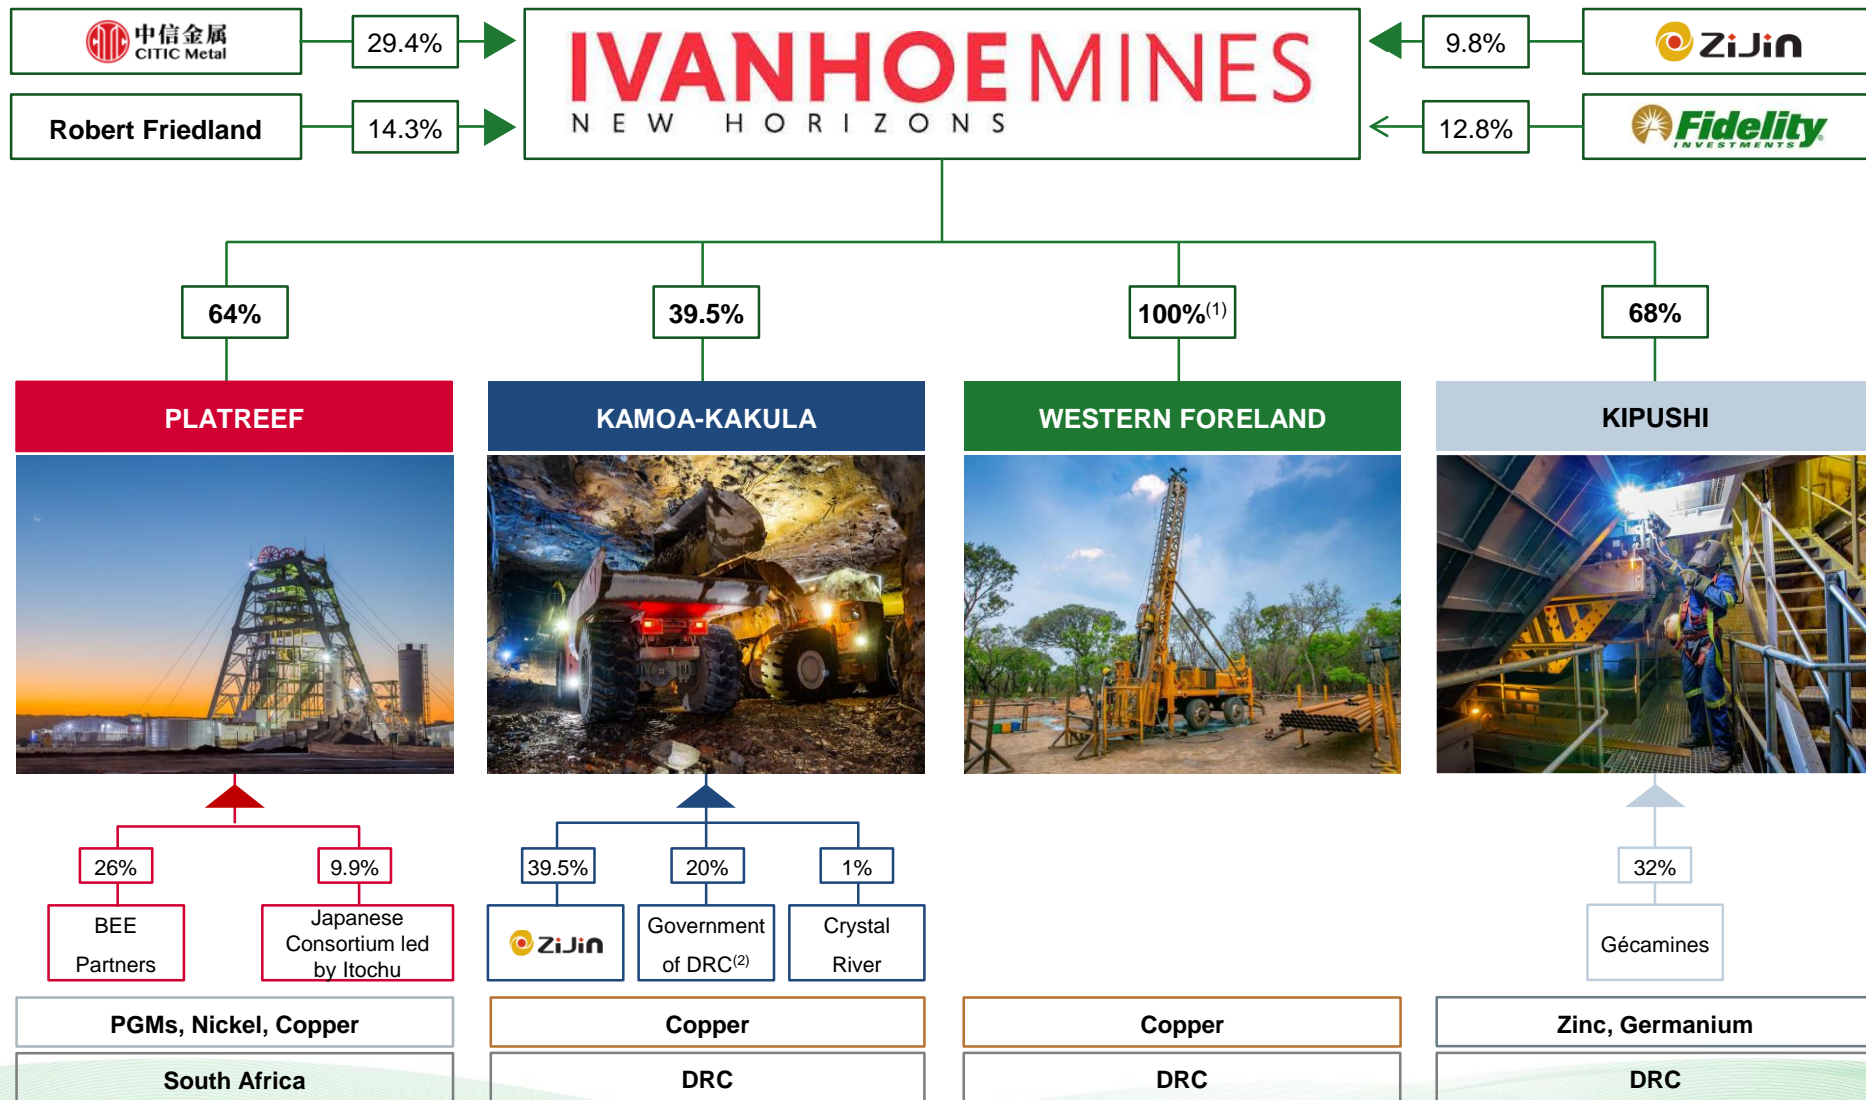 中信金属
CITIC Metal
29.4%
IVANHOE MINES
NEW HORIZONS
9.8%
ZiJin
Robert Friedland
14.3%
12.8%
Fidelity
INVESTMENTS
64%
39.5%
100%(1)
68%
PLATREEF
KAMOA-KAKULA
WESTERN FORELAND
KIPUSHI
26%
9.9%
39.5%
20%
1%
32%
BEE
Partners
Japanese
Consortium led
by Itochu
ZiJin
Government
of DRC(2)
Crystal
River
Gécamines
PGMs, Nickel, Copper
Copper
Copper
Zinc, Germanium
South Africa
DRC
DRC
DRC